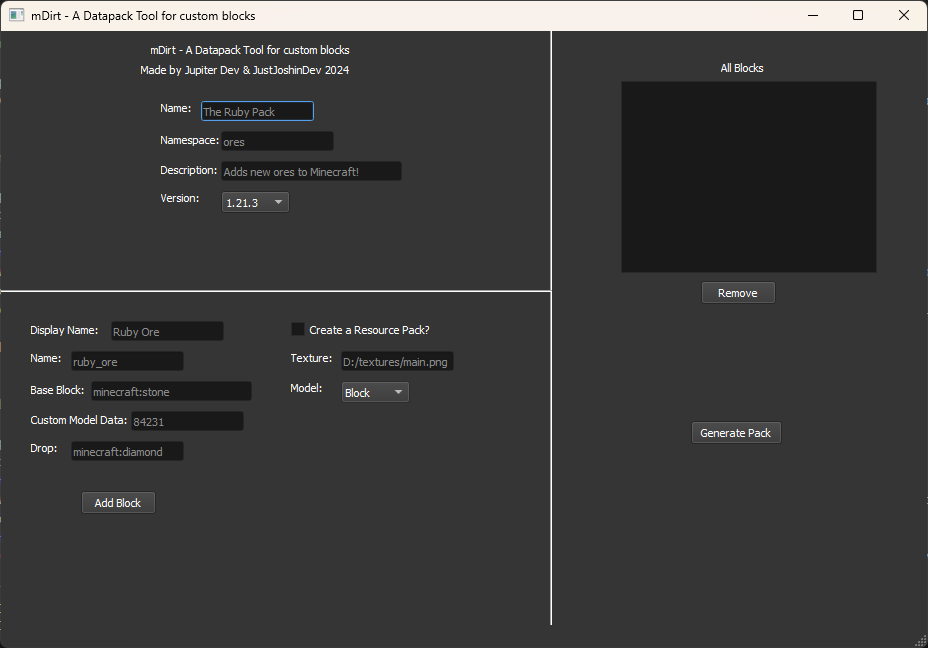 mDirt - A Datapack Tool for custom blocks
mDirt - A Datapack Tool for custom blocks
Made by Jupiter Dev & JustJoshinDev 2024
Name: The Ruby Pack
Namespace: ores
Description: Adds new ores to Minecraft!
Version: 1.21.3
Display Name: Ruby Ore
Name: ruby_ore
Base Block: minecraft:stone
Custom Model Data: 84231
Drop: minecraft:diamond
Add Block
Create a Resource Pack?
Texture: D:/textures/main.png
Model: Block
All Blocks
Remove
Generate Pack